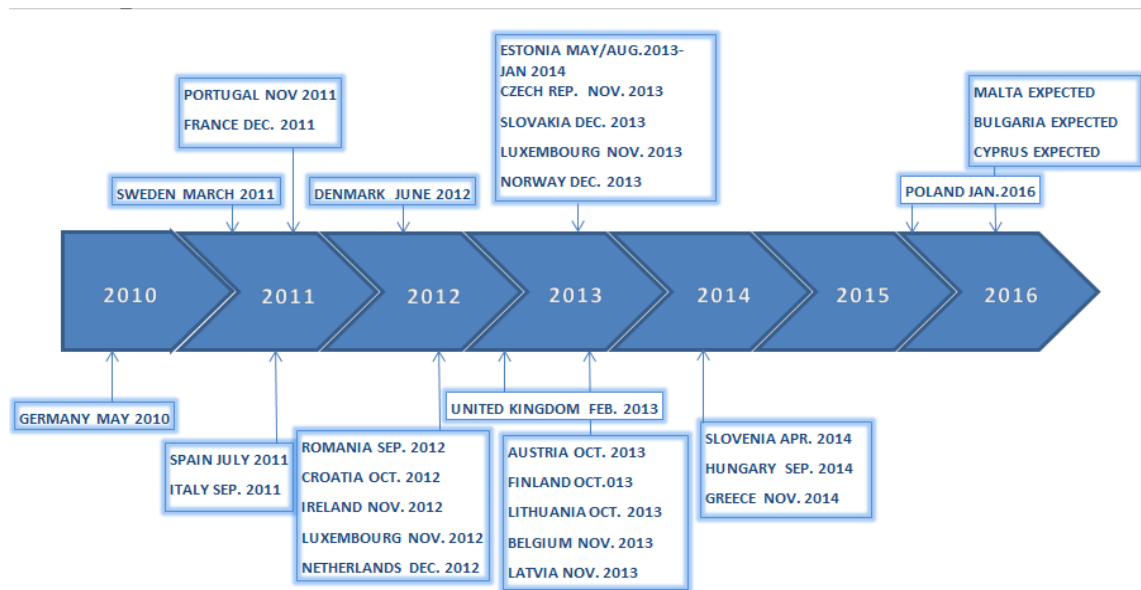 ESTONIA MAY/AUG.2013-
JAN 2014
CZECH REP. NOV. 2013
SLOVAKIA DEC. 2013
LUXEMBOURG NOV. 2013
NORWAY DEC. 2013
PORTUGAL NOV 2011
FRANCE DEC. 2011
MALTA EXPECTED
BULGARIA EXPECTED
CYPRUS EXPECTED
SWEDEN MARCH 2011
DENMARK JUNE 2012
POLAND JAN.2016
2010
2011
2012
2013
2014
2015
2016
GERMANY MAY 2010
UNITED KINGDOM FEB. 2013
SPAIN JULY 2011
ITALY SEP. 2011
ROMANIA SEP. 2012
CROATIA OCT. 2012
IRELAND NOV. 2012
LUXEMBOURG NOV. 2012
NETHERLANDS DEC. 2012
AUSTRIA OCT. 2013
FINLAND OCT.013
LITHUANIA OCT. 2013
BELGIUM NOV. 2013
LATVIA NOV. 2013
SLOVENIA APR. 2014
HUNGARY SEP. 2014
GREECE NOV. 2014